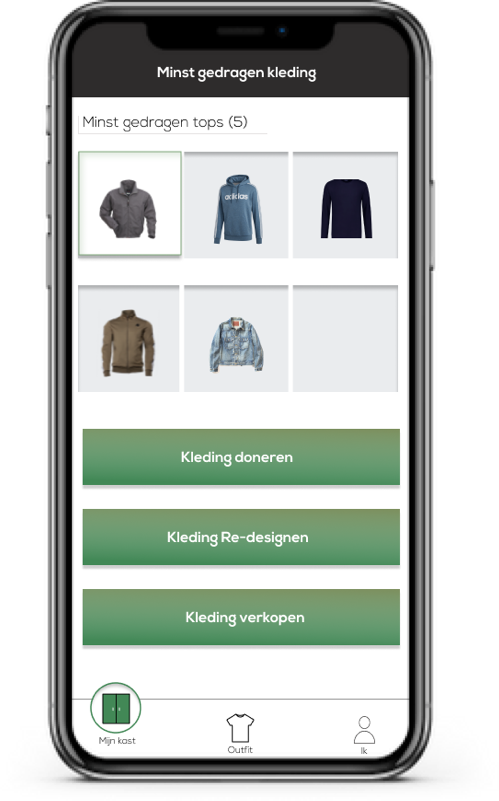 Minst gedragen kleding
Minst gedragen tops (5)
adidas
Kleding doneren
Kleding Re-designen
Kleding verkopen
Mijn kast
Outfit
Ik